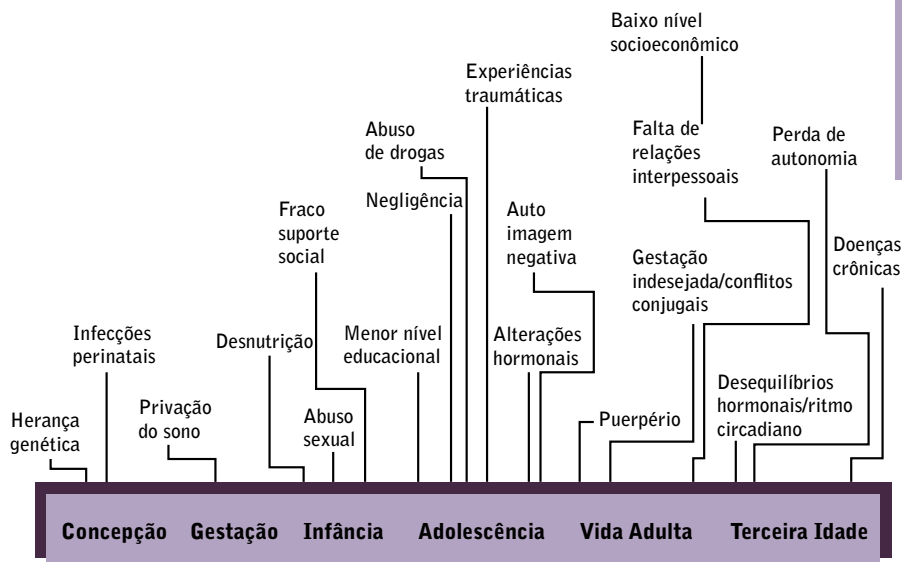 Baixo nível
socioeconômico
Experiências
traumáticas
Abuso
de drogas
Falta de
relações
interpessoais
Perda de
autonomia
Negligência
Fraco
suporte
social
Auto
imagem
negativa
Doenças
crônicas
Gestação
indesejada/conflitos
conjugais
Infecções
perinatais
Desnutrição
Menor nível
educacional
Alterações
hormonais
Desequilíbrios
hormonais/ritmo
circadiano
Herança
genética
Privação
do sono
Abuso
sexual
Puerpério
Concepção Gestação Infância Adolescência Vida Adulta Terceira Idade